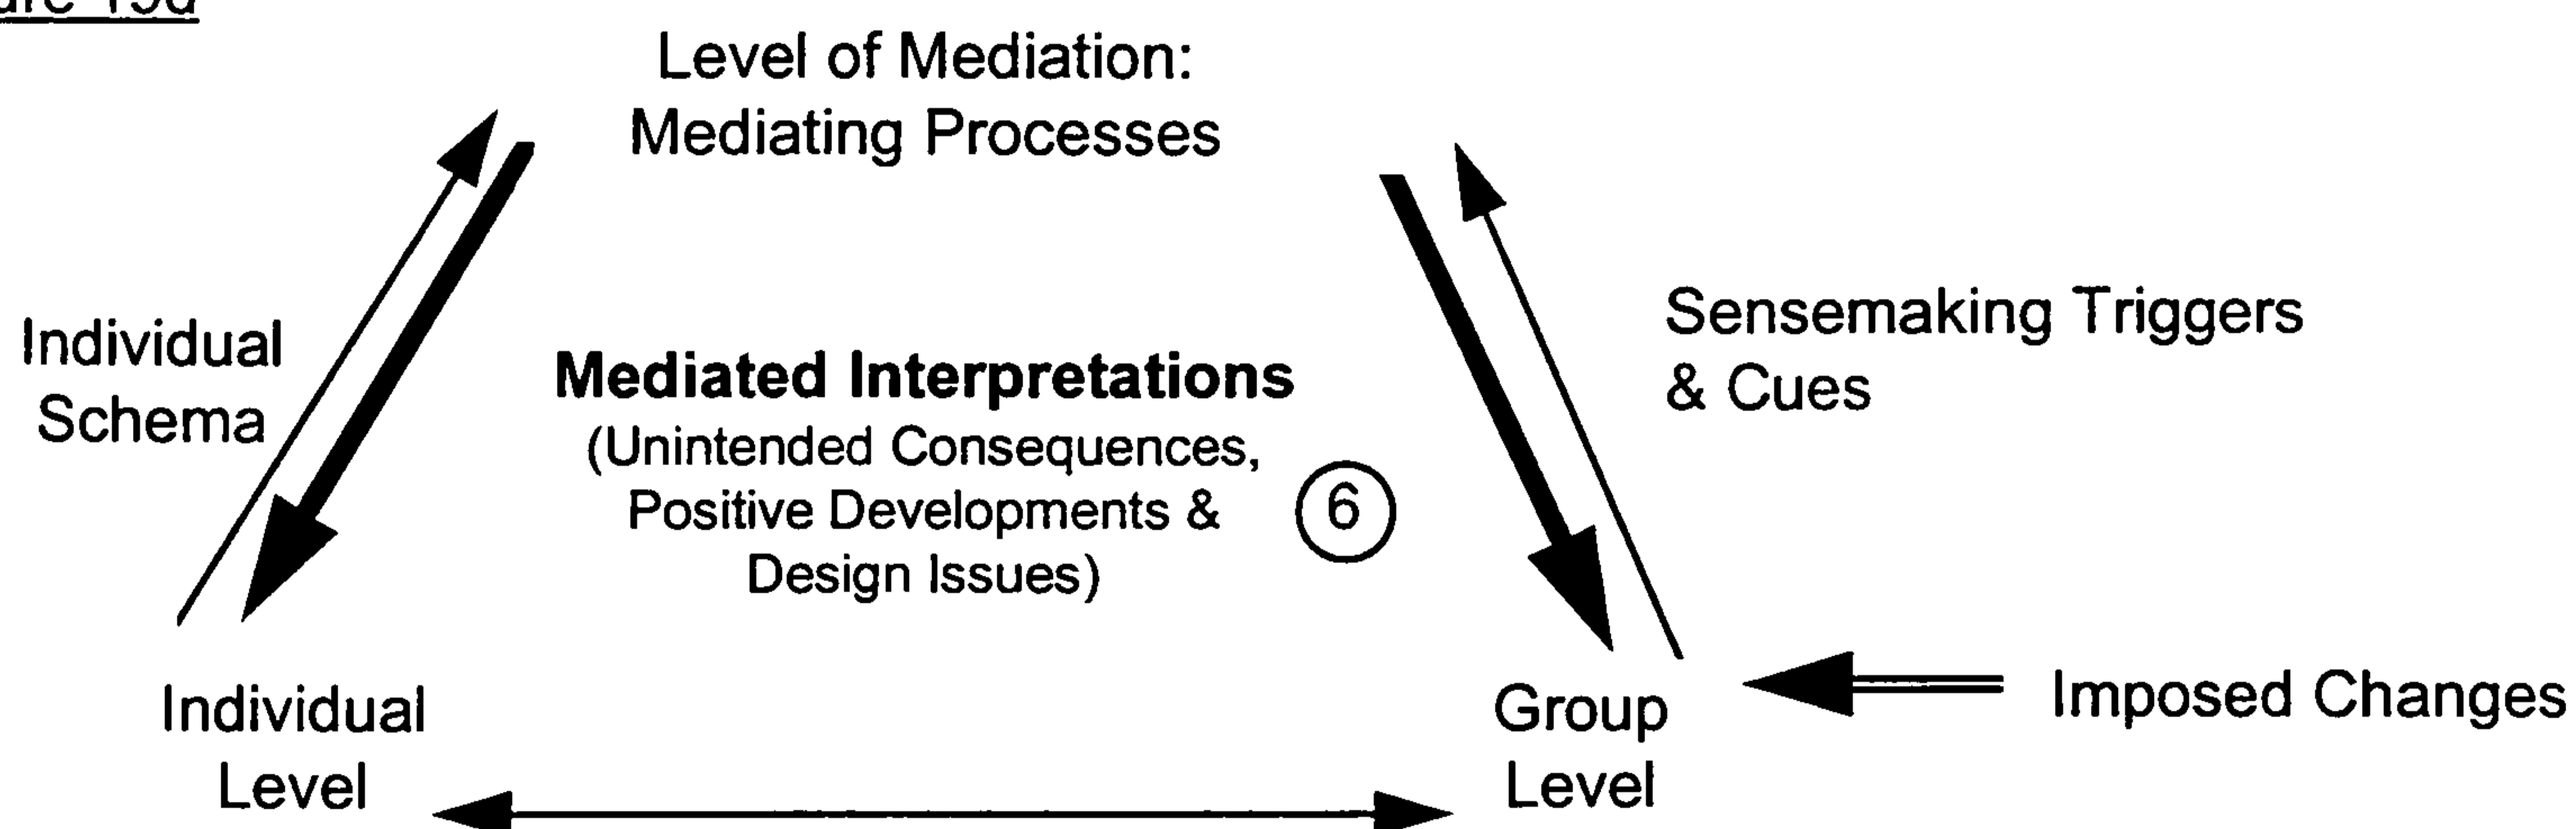 Level of Mediation:
Mediating Processes
Individual
Schema
Sensemaking Triggers
& Cues
Mediated Interpretations
(Unintended Consequences,
Positive Developments &
Design Issues)
6
Individual
Level
Group
Level
Imposed Changes